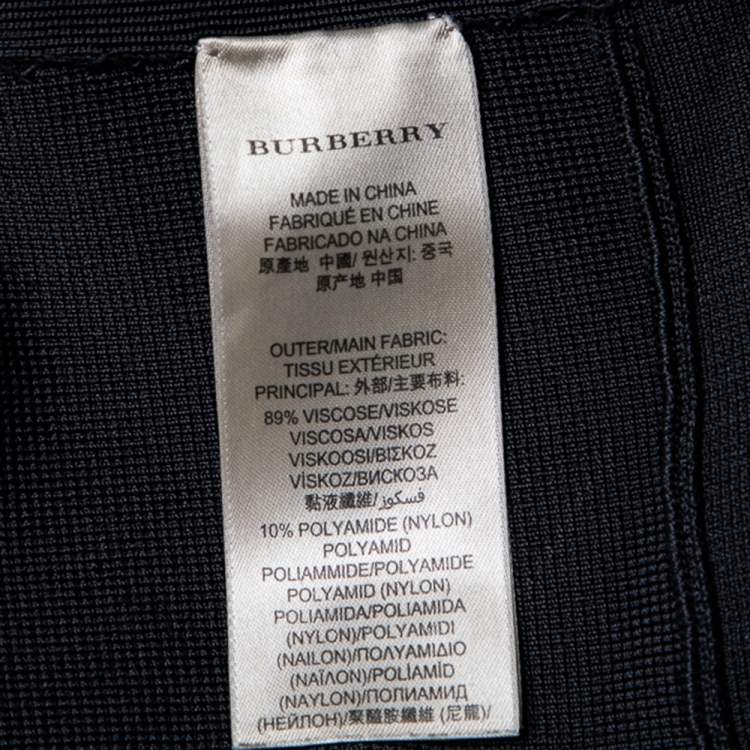 BURBERRY
MADE IN CHINA
FABRIQUÉ EN CHINE
FABRICADO NA CHINA
原產地 中國/ 원산지: 중국
原产地 中国
OUTER/MAIN FABRIC:
TISSU EXTÉRIEUR
PRINCIPAL: 外部/主要布料:
89% VISCOSE/VISKOSE
VISCOSA/VISKOS
VISKOOSI/ΒΙΣΚΟΖ
VİSKOZ/ВИСКОЗА
黏液纖維/فسكوز
10% POLYAMIDE (NYLON)
POLYAMID
POLIAMMIDE/POLYAMIDE
POLYAMID (NYLON)
POLIAMIDA/POLIAMIDA
(NYLON)/POLYAMIDI
(NAILON)/ΠΟΛΥΑΜΙΔΙΟ
(ΝΑΪΛΟΝ)/POLİAMİD
(NAYLON)/ПОЛИАМИД
(НЕЙЛОН)/聚醯胺纖維 (尼龍)/